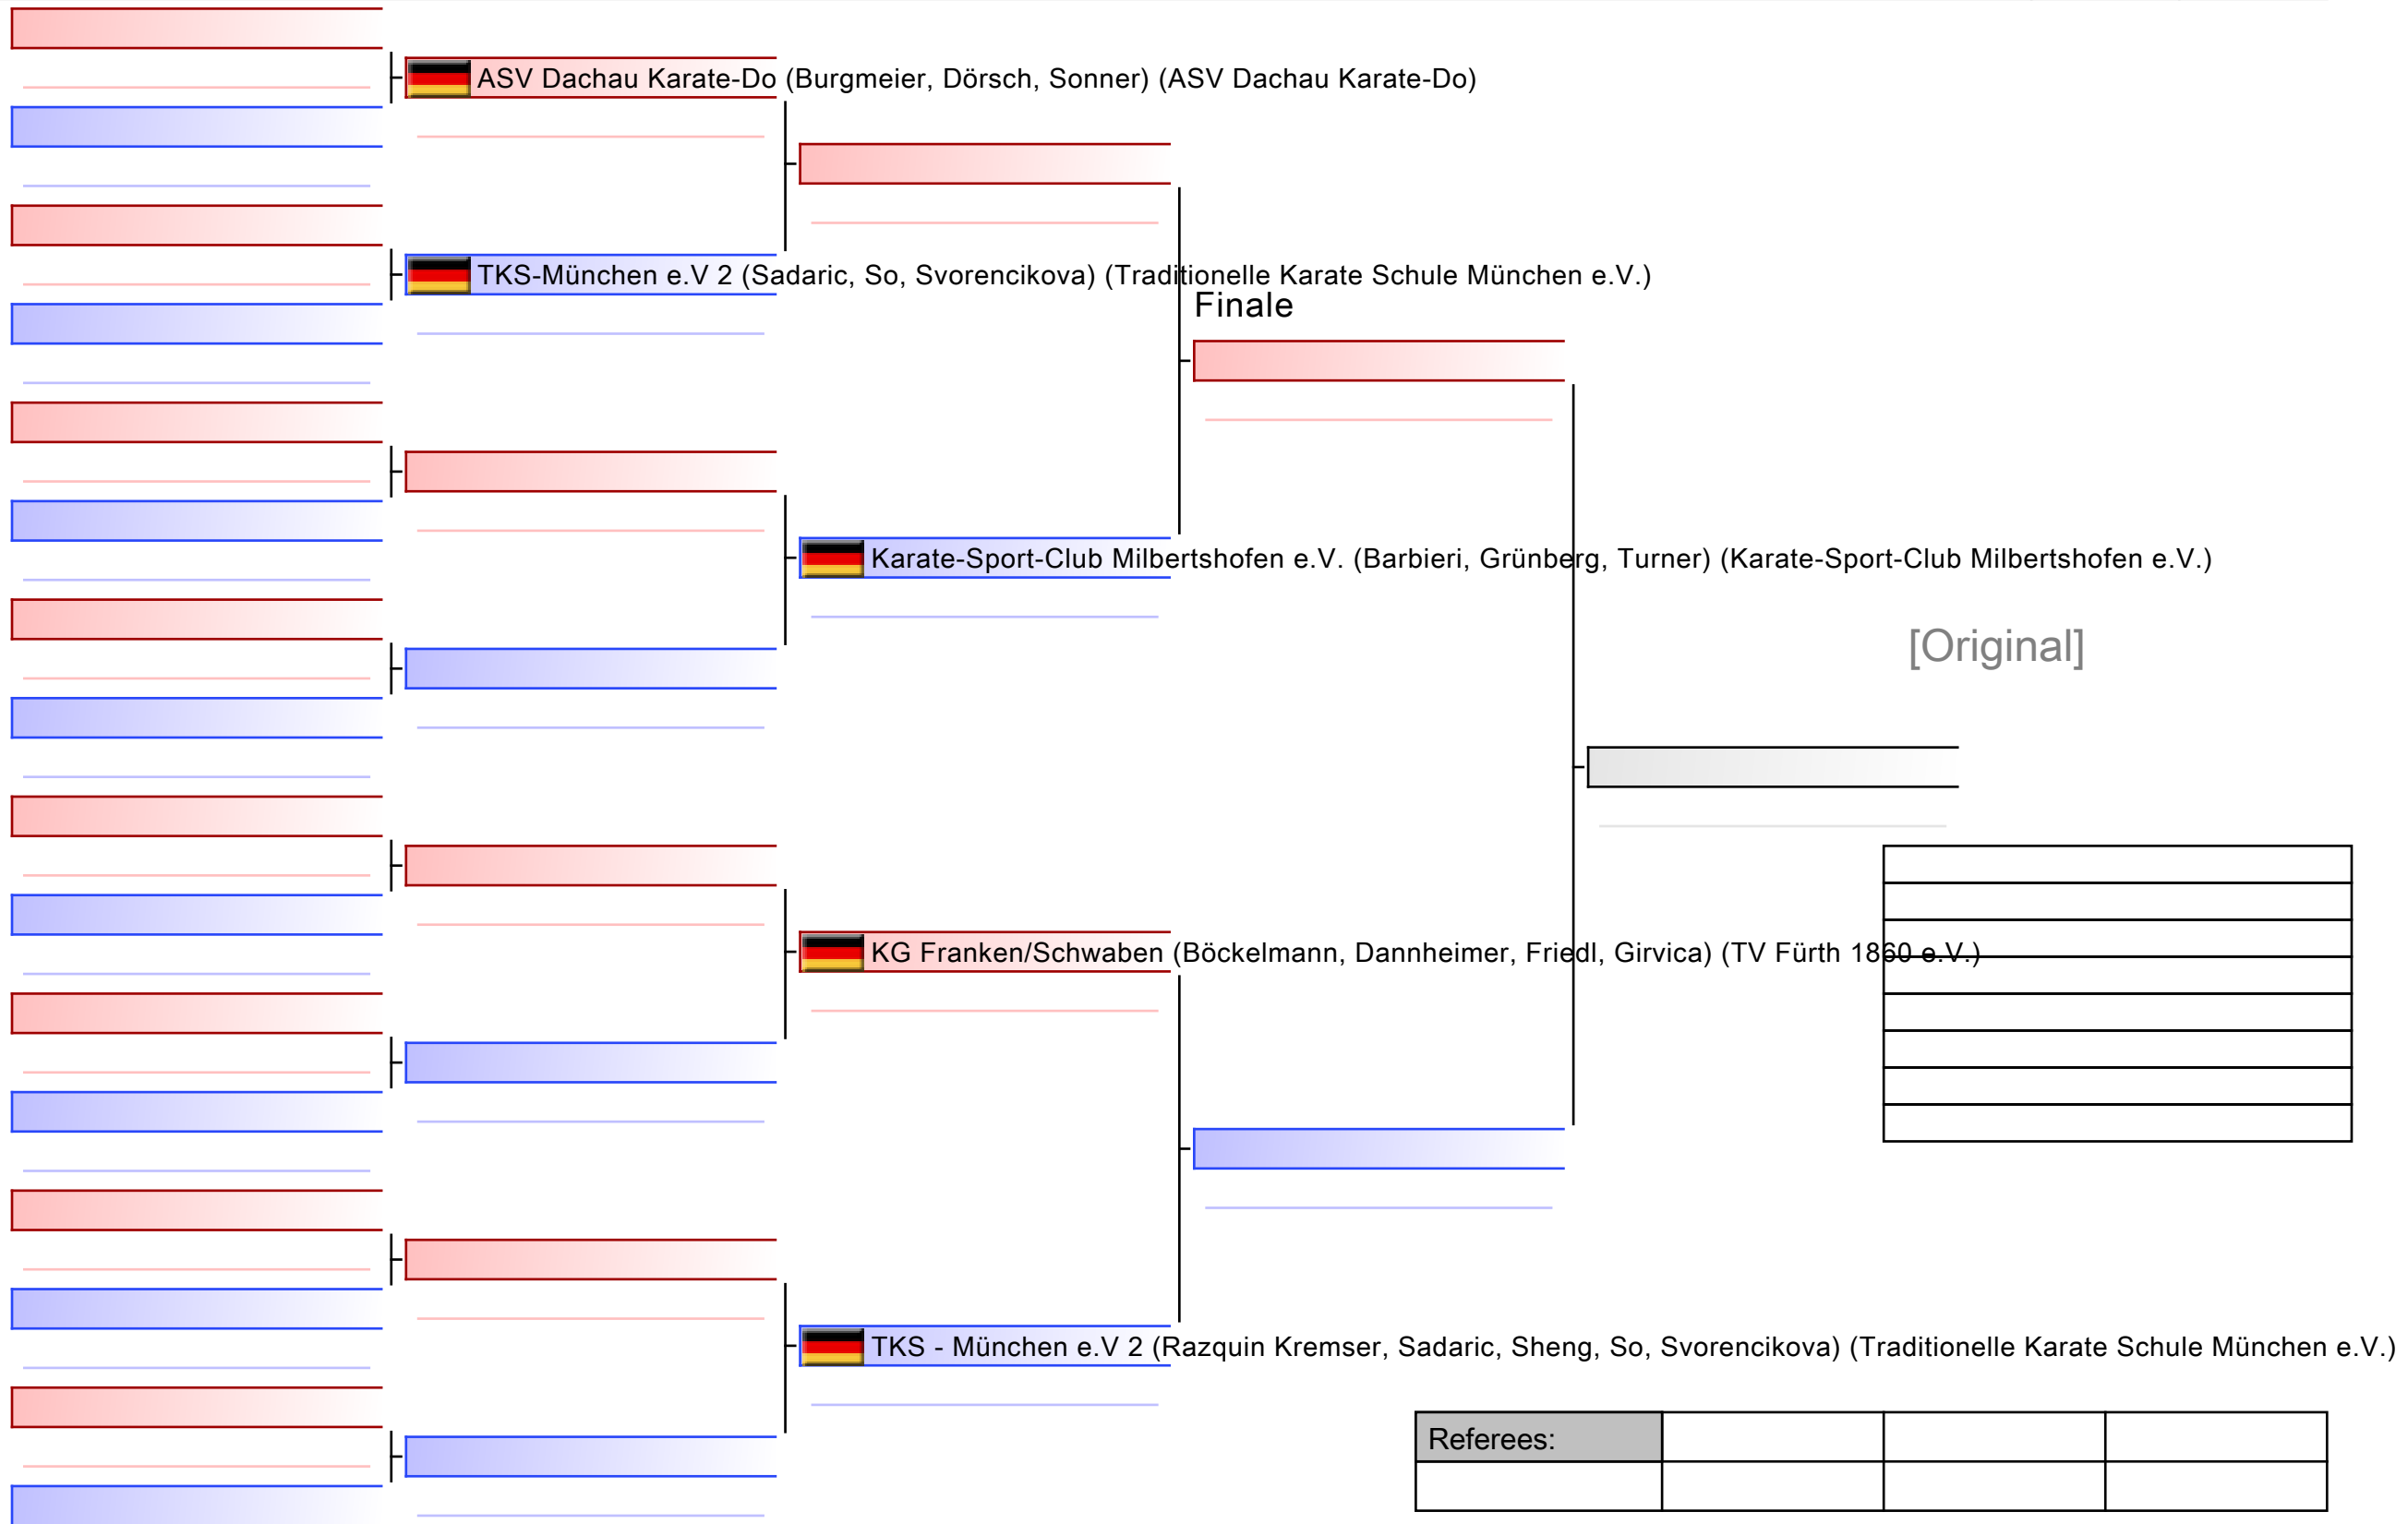 ASV Dachau Karate-Do (Burgmeier, Dörsch, Sonner) (ASV Dachau Karate-Do)
TKS-München e.V 2 (Sadaric, So, Svorencikova) (Traditionelle Karate Schule München e.V.)
Finale
Karate-Sport-Club Milbertshofen e.V. (Barbieri, Grünberg, Turner) (Karate-Sport-Club Milbertshofen e.V.)
[Original]
KG Franken/Schwaben (Böckelmann, Dannheimer, Friedl, Girvica) (TV Fürth 1860 e.V.)
TKS - München e.V 2 (Razquin Kremser, Sadaric, Sheng, So, Svorencikova) (Traditionelle Karate Schule München e.V.)
Referees: